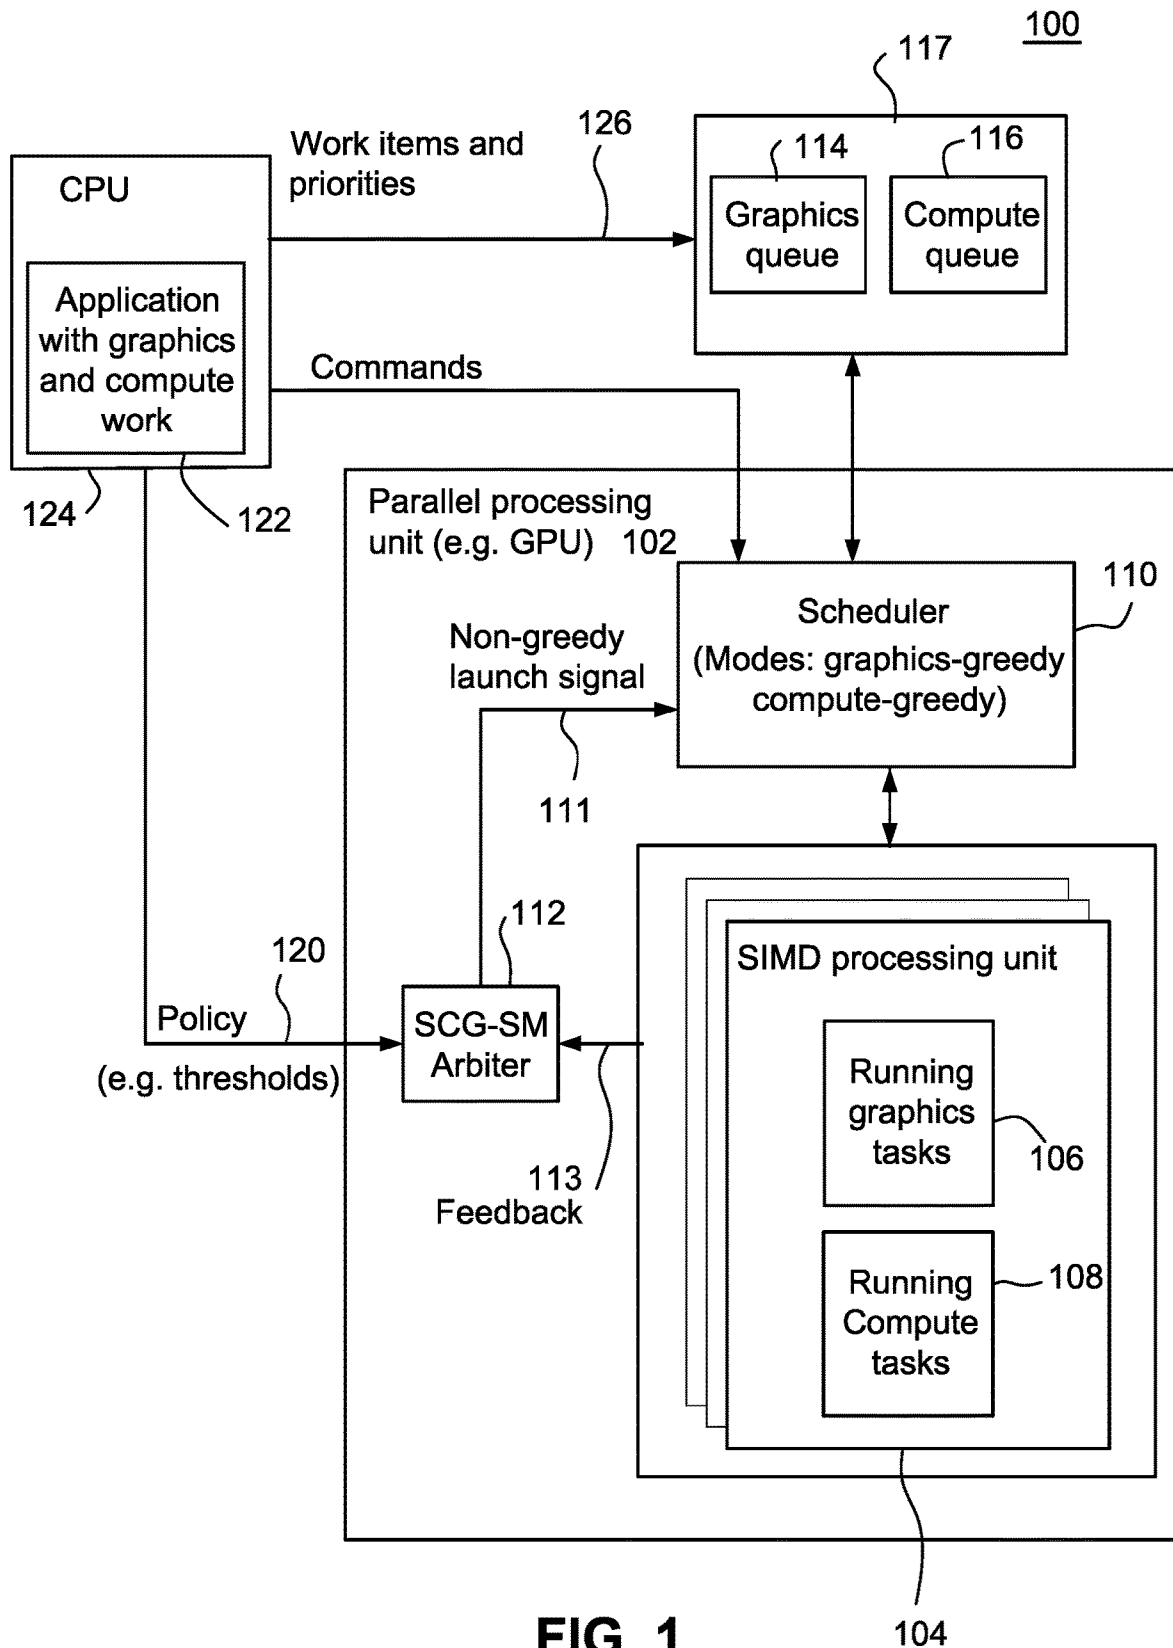 100
117
126
Work items and
priorities
114
116
CPU
Graphics
queue
Compute
queue
Application
with graphics
and compute
work
Commands
124
122
Parallel processing
unit (e.g. GPU) 102
110
Scheduler
(Modes: graphics-greedy
compute-greedy)
Non-greedy
launch signal
111
112
120
SIMD processing unit
Policy
(e.g. thresholds)
SCG-SM
Arbiter
Running
graphics
tasks
106
113
Feedback
Running
Compute
tasks
108
104
FIG. 1